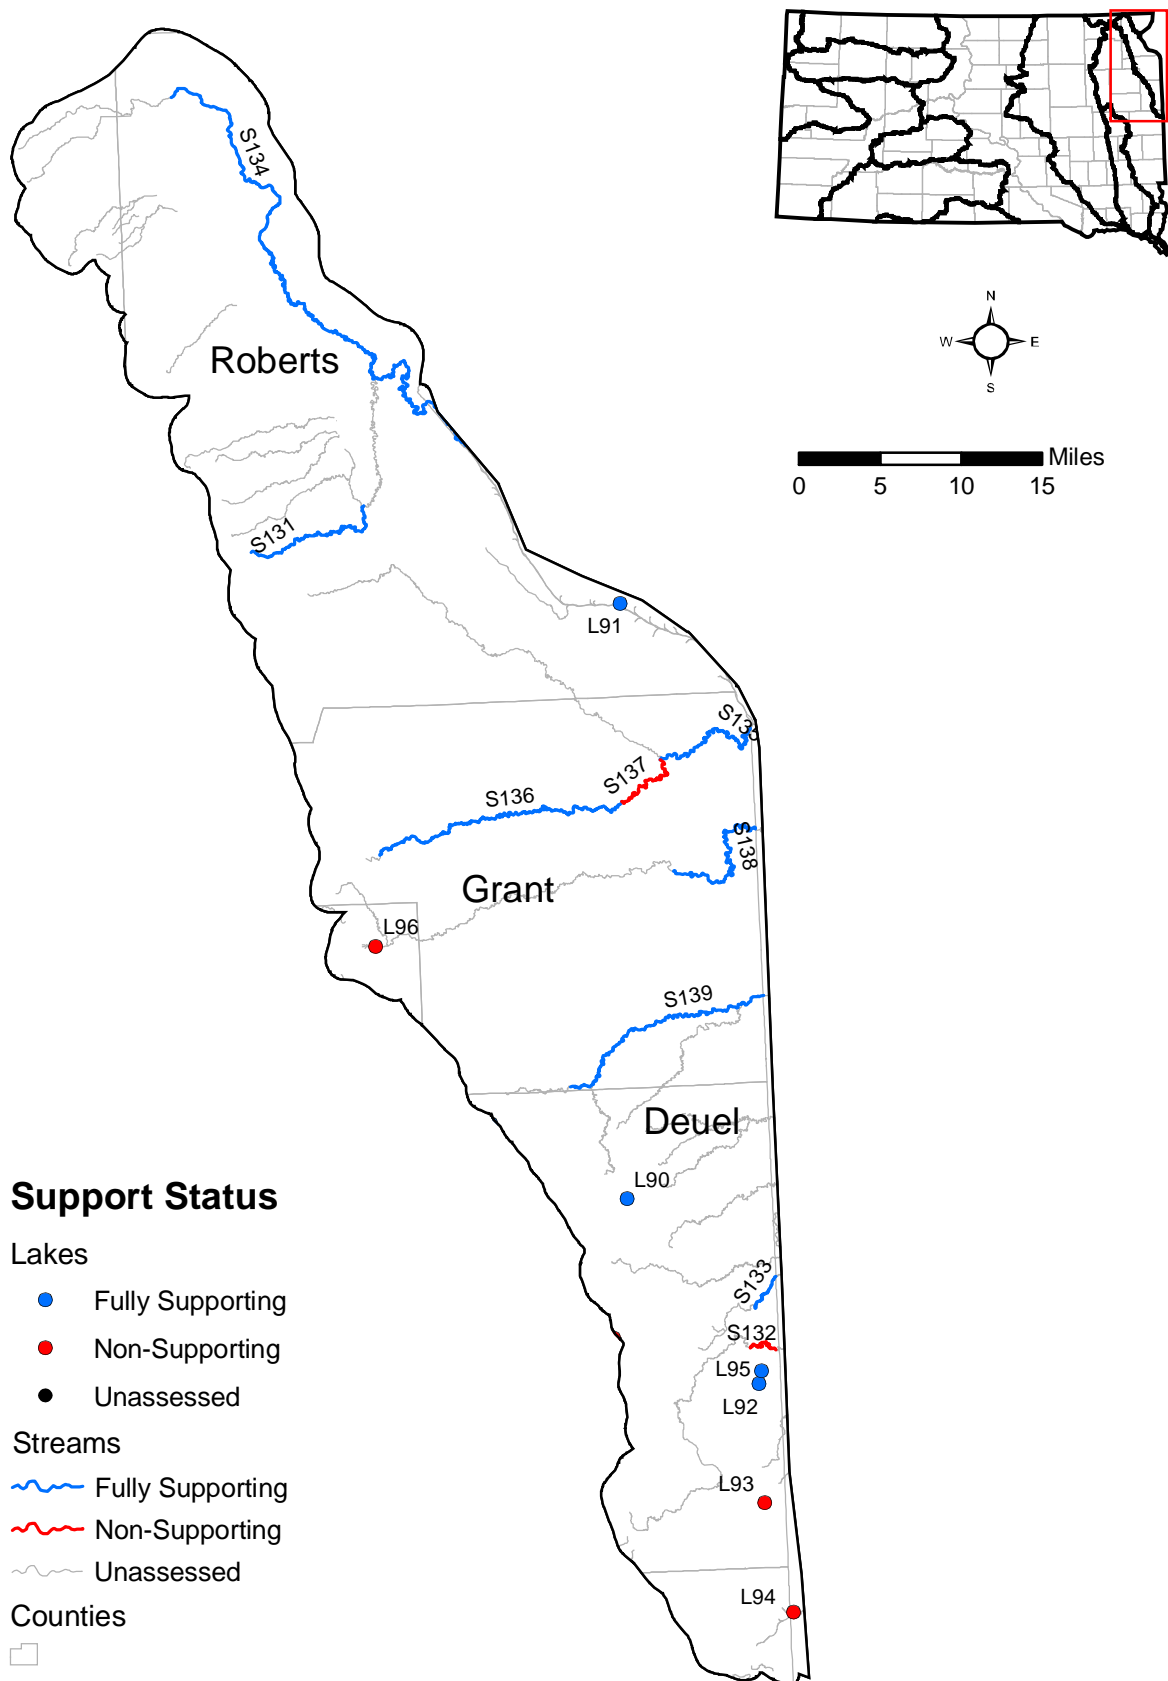 S134
N
W
E
S
Roberts
Miles
0
5
10
15
S131
L91
S135
S137
S136
S138
Grant
L96
S139
Deuel
L90
Support Status
Lakes
Fully Supporting
Non-Supporting
Unassessed
Streams
Fully Supporting
Non-Supporting
Unassessed
Counties
S133
S132
L95
L92
L93
L94